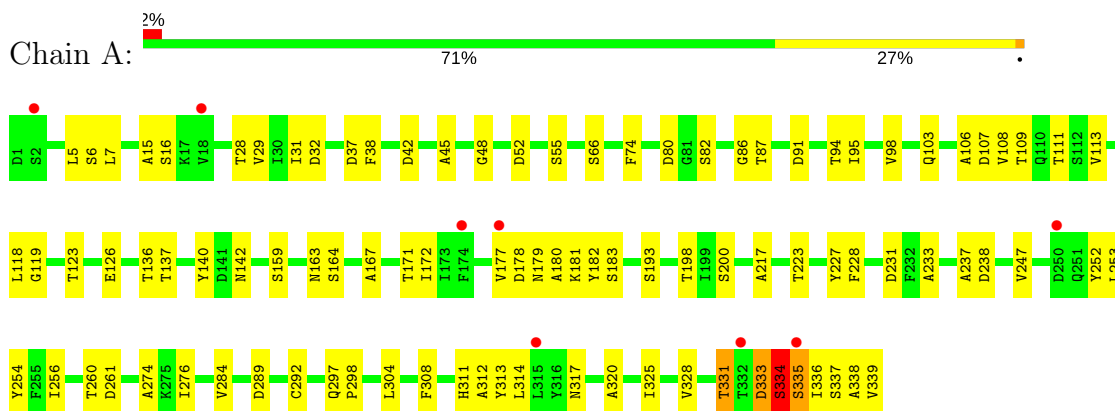 2%
Chain A:
71% 27% •
D1 S2 L5 S6 L7 A15 S16 K17 V18 T28 V29 I30 I31 D32 D37 F38 D42 A45 G48 D52 S55 S66 F74 D80 G81 S82 G86 T87 D91 T94 I95 V98 Q103 A106 D107 V108 T109 Q110 T111 S112 V113
L118 G119 T123 E126 T136 T137 Y140 D141 N142 S159 N163 S164 A167 T171 I172 I173 F174 V177 D178 N179 A180 K181 Y182 S183 S193 T198 I199 S200 A217 T223 Y227 F228 D231 F232 A233 A237 D238 V247 D250 Q251 Y252 L253
Y254 F255 I256 T260 D261 A274 K275 I276 V284 D289 C292 Q297 P298 L304 F308 H311 A312 Y313 L314 L315 Y316 N317 A320 I325 V328 T331 T332 D333 S334 S335 I336 S337 A338 V339